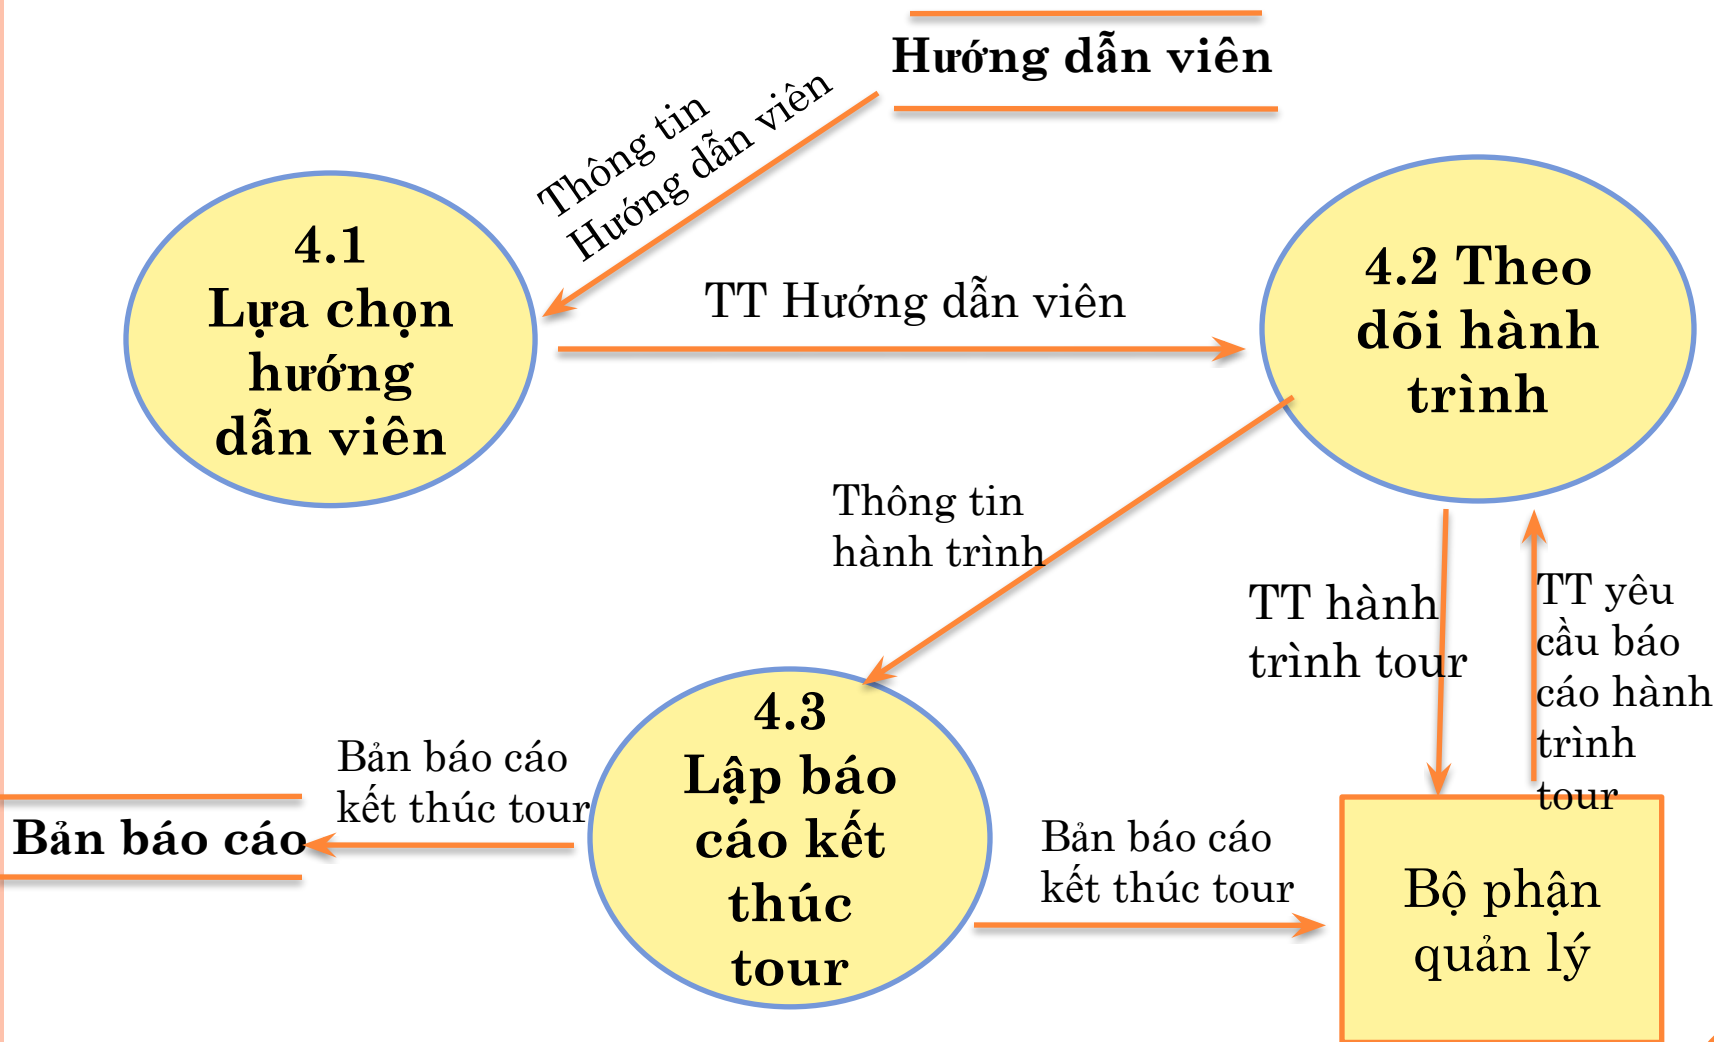 Hướng dẫn viên
Thông tin
Hướng dẫn viên
4.1
Lựa chọn
hướng
dẫn viên
TT Hướng dẫn viên
4.2 Theo
dõi hành
trình
Thông tin
hành trình
TT hành
trình tour
TT yêu
cầu báo
cáo hành
trình
tour
4.3
Lập báo
cáo kết
thúc
tour
Bản báo cáo
kết thúc tour
Bản báo cáo
Bản báo cáo
kết thúc tour
Bộ phận
quản lý